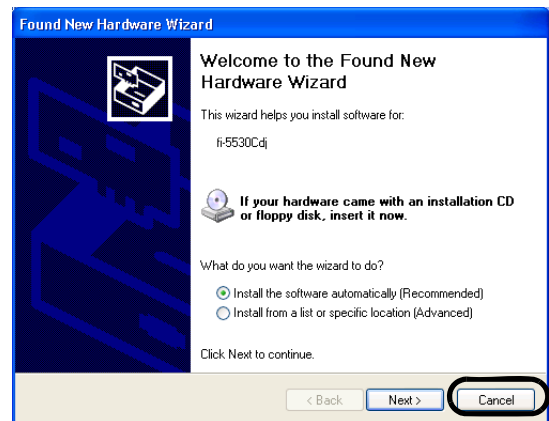 Found New Hardware Wizard
Welcome to the Found New
Hardware Wizard
This wizard helps you install software for:
fi-5530Cdj
If your hardware came with an installation CD
or floppy disk, insert it now.
What do you want the wizard to do?
Install the software automatically (Recommended)
Install from a list or specific location (Advanced)
Click Next to continue.
< Back
Next >
Cancel